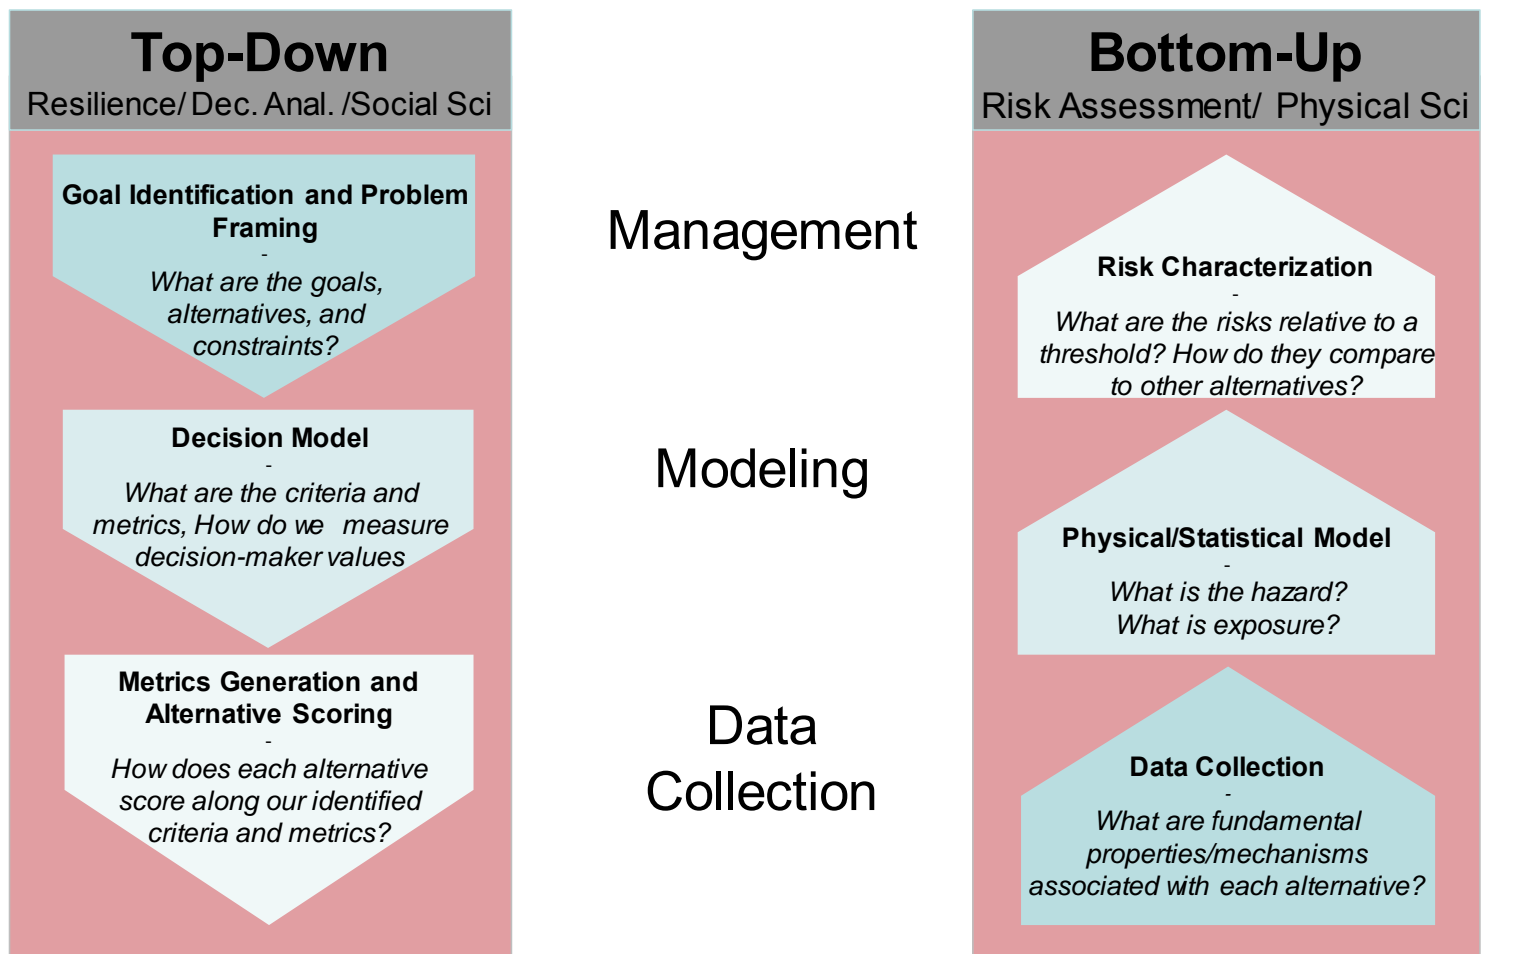 Top-Down
Resilience/ Dec. Anal. /Social Sci
Goal Identification and Problem
Framing
-
What are the goals,
alternatives, and
constraints?
Decision Model
-
What are the criteria and
metrics, How do we measure
decision-maker values
Metrics Generation and
Alternative Scoring
-
How does each alternative
score along our identified
criteria and metrics?
Management
Modeling
Data
Collection
Bottom-Up
Risk Assessment/ Physical Sci
Risk Characterization
-
What are the risks relative to a
threshold? How do they compare
to other alternatives?
Physical/Statistical Model
-
What is the hazard?
What is exposure?
Data Collection
-
What are fundamental
properties/mechanisms
associated with each alternative?